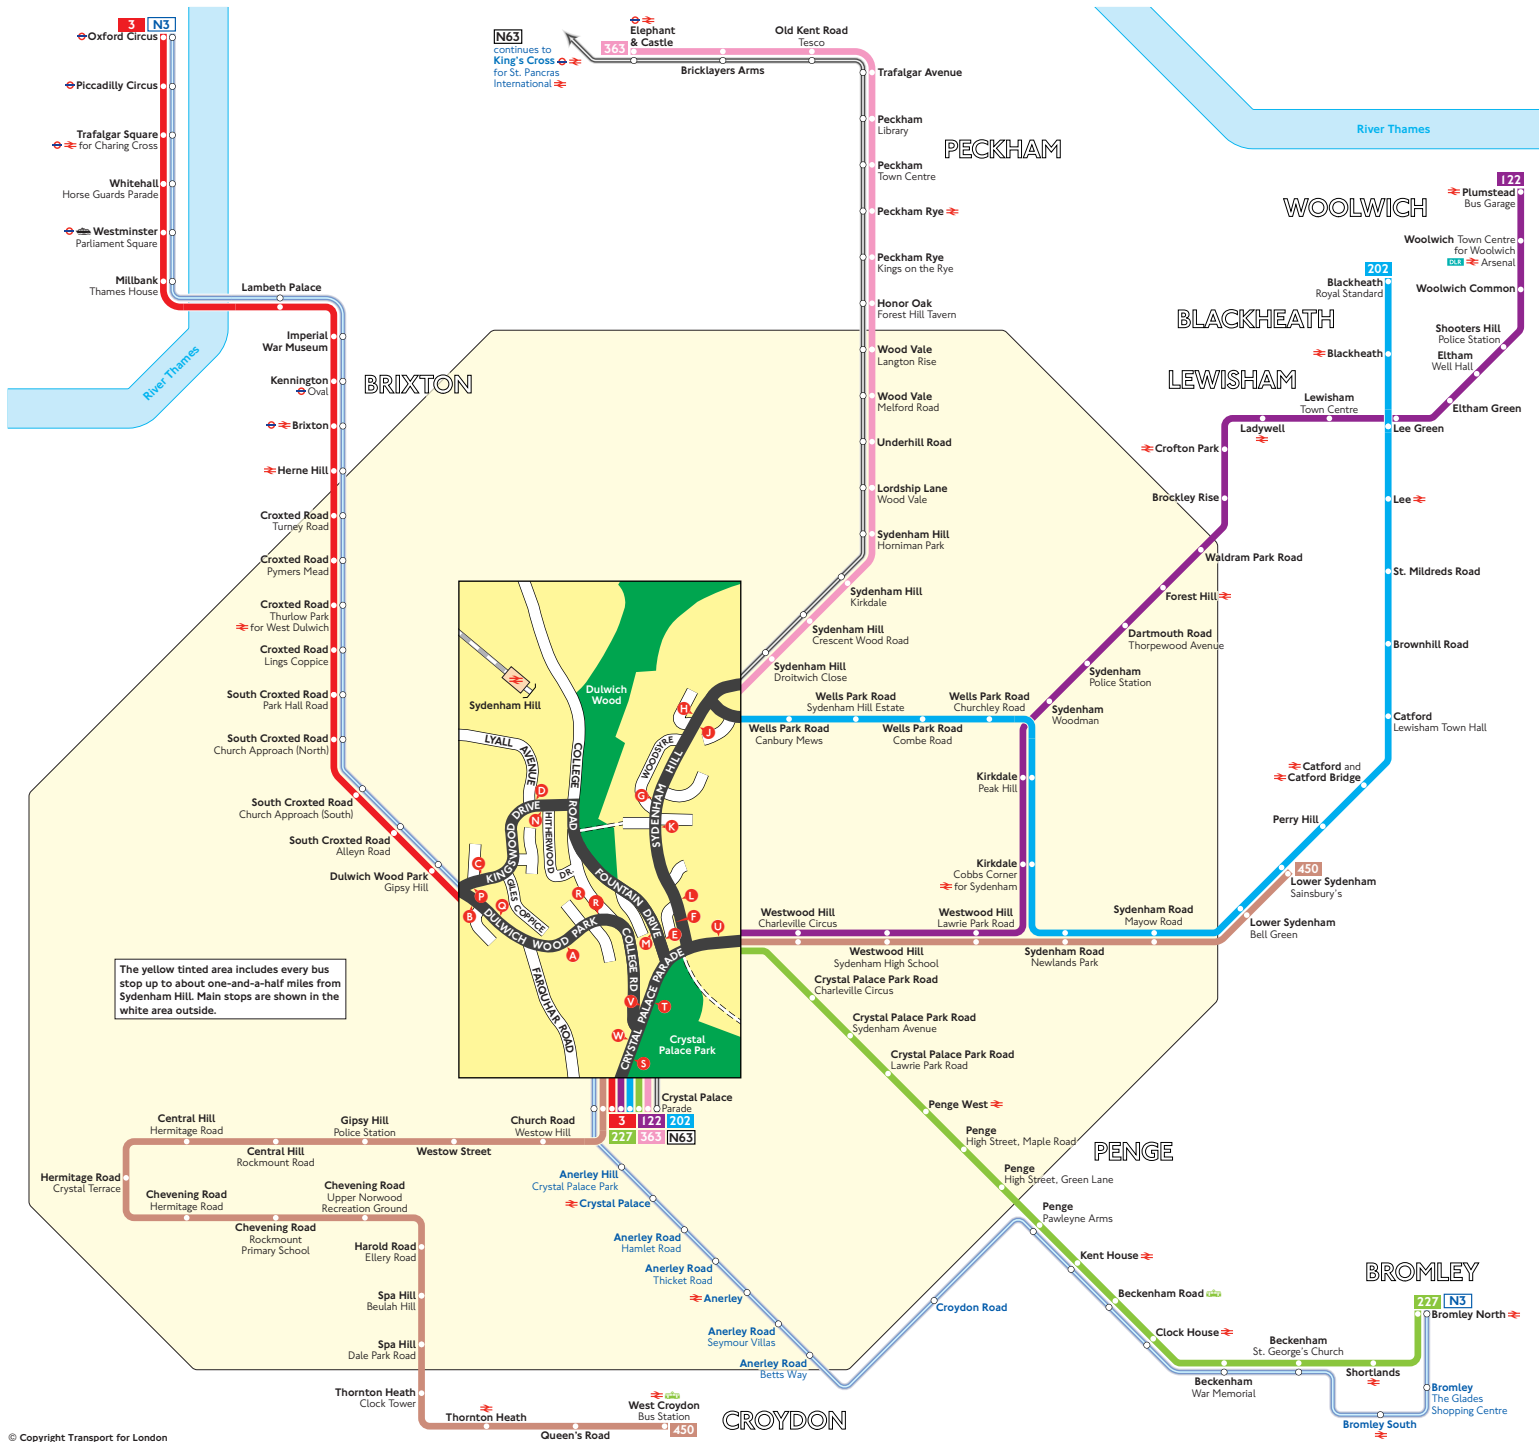 3 N3
Oxford Circus
Piccadilly Circus
Trafalgar Square
for Charing Cross
Whitehall
Horse Guards Parade
Westminster
Parliament Square
Millbank
Thames House
Lambeth Palace
River Thames
Imperial
War Museum
Kennington
Oval
BRIXTON
Brixton
Herne Hill
Croxted Road
Turney Road
Croxted Road
Pymers Mead
Croxted Road
Thurlow Park
for West Dulwich
Croxted Road
Lings Coppice
South Croxted Road
Park Hall Road
South Croxted Road
Church Approach (North)
South Croxted Road
Church Approach (South)
South Croxted Road
Alleyn Road
Dulwich Wood Park
Gipsy Hill
N63
continues to
King's Cross
for St. Pancras
International
363
Elephant
& Castle
Bricklayers Arms
Old Kent Road
Tesco
Trafalgar Avenue
Peckham
Library
PECKHAM
Peckham
Town Centre
Peckham Rye
Peckham Rye
Kings on the Rye
Honor Oak
Forest Hill Tavern
Wood Vale
Langton Rise
Wood Vale
Melford Road
Underhill Road
Lordship Lane
Wood Vale
Sydenham Hill
Horniman Park
Sydenham Hill
Kirkdale
Sydenham Hill
Crescent Wood Road
Sydenham Hill
Droitwich Close
River Thames
122
Plumstead
Bus Garage
WOOLWICH
Woolwich Town Centre
for Woolwich
DLR Arsenal
Woolwich Common
Shooters Hill
Police Station
Eltham
Well Hall
Eltham Green
202
Blackheath
Royal Standard
BLACKHEATH
Blackheath
LEWISHAM
Lewisham
Town Centre
Ladywell
Lee Green
Crofton Park
Brockley Rise
Lee
Waldram Park Road
St. Mildreds Road
Forest Hill
Dartmouth Road
Thorpewood Avenue
Brownhill Road
Sydenham
Police Station
Sydenham
Woodman
Catford
Lewisham Town Hall
Catford and
Catford Bridge
Perry Hill
450
Lower Sydenham
Sainsbury's
Lower Sydenham
Bell Green
Wells Park Road
Canbury Mews
Wells Park Road
Sydenham Hill Estate
Wells Park Road
Combe Road
Wells Park Road
Churchley Road
Kirkdale
Peak Hill
Kirkdale
Cobbs Corner
for Sydenham
Westwood Hill
Charleville Circus
Westwood Hill
Sydenham High School
Westwood Hill
Lawrie Park Road
Sydenham Road
Newlands Park
Sydenham Road
Mayow Road
Sydenham Hill
Dulwich
Wood
LYALL AVENUE
COLLEGE ROAD
WOODSYRE
SYDENHAM HILL
KINGSWOOD DRIVE
HITHERWOOD DR.
GILES COPPICE
FOUNTAIN DRIVE
DULWICH WOOD PARK
COLLEGE RD
CRYSTAL PALACE PARADE
FARQUHAR ROAD
Crystal
Palace Park
H
J
D
G
N
K
C
P
R
R
L
Q
B
F
U
E
M
A
V
T
W
S
The yellow tinted area includes every bus
stop up to about one-and-a-half miles from
Sydenham Hill. Main stops are shown in the
white area outside.
Crystal Palace
Parade
3 122 202
227 363 N63
Church Road
Westow Hill
Westow Street
Gipsy Hill
Police Station
Central Hill
Rockmount Road
Central Hill
Hermitage Road
Hermitage Road
Crystal Terrace
Chevening Road
Hermitage Road
Chevening Road
Rockmount
Primary School
Chevening Road
Upper Norwood
Recreation Ground
Harold Road
Ellery Road
Spa Hill
Beulah Hill
Spa Hill
Dale Park Road
Thornton Heath
Clock Tower
Thornton Heath
Queen's Road
West Croydon
Bus Station
450
CROYDON
Anerley Hill
Crystal Palace Park
Crystal Palace
Anerley Road
Hamlet Road
Anerley Road
Thicket Road
Anerley
Anerley Road
Seymour Villas
Anerley Road
Betts Way
Croydon Road
Crystal Palace Park Road
Charleville Circus
Crystal Palace Park Road
Sydenham Avenue
Crystal Palace Park Road
Lawrie Park Road
Penge West
Penge
High Street, Maple Road
PENGE
Penge
High Street, Green Lane
Penge
Pawleyne Arms
Kent House
Beckenham Road
Clock House
Beckenham
War Memorial
Beckenham
St. George's Church
Shortlands
BROMLEY
227 N3
Bromley North
Bromley
The Glades
Shopping Centre
Bromley South
© Copyright Transport for London